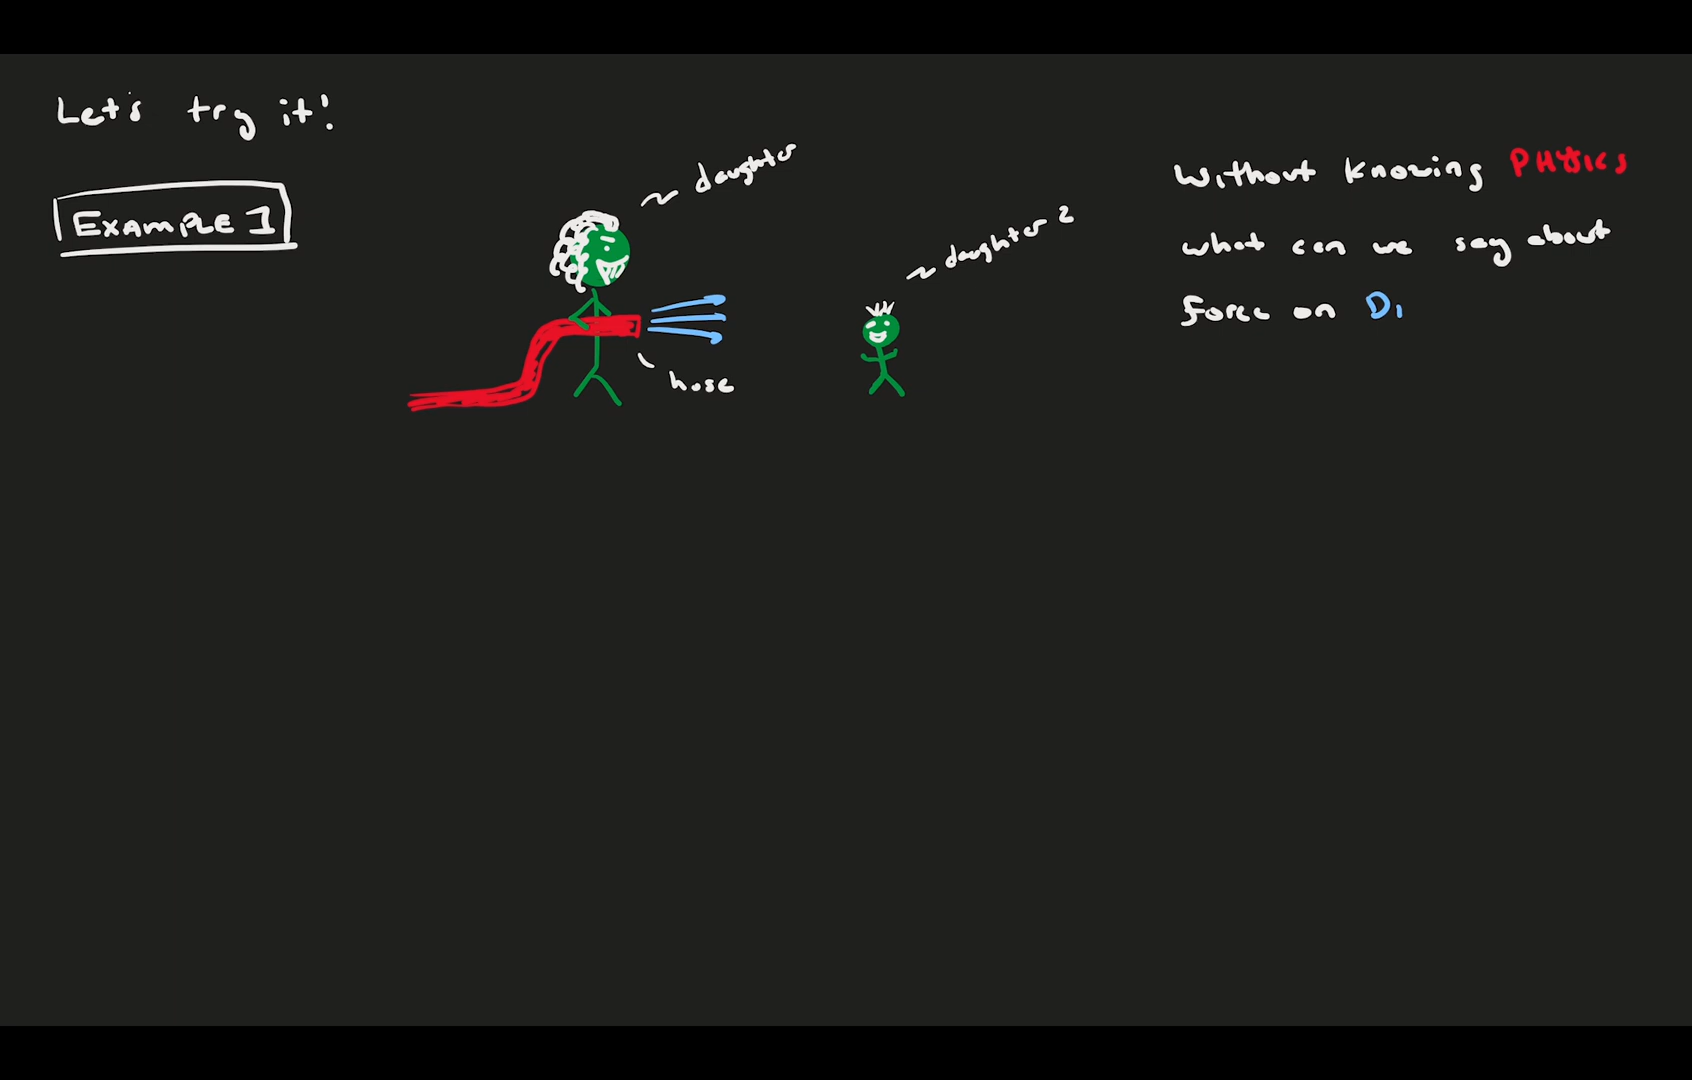 Let's try it!
Example 1
~ daughter
~ daughter 2
hose
Without knowing PHYSICS
what can we say about
force on D1